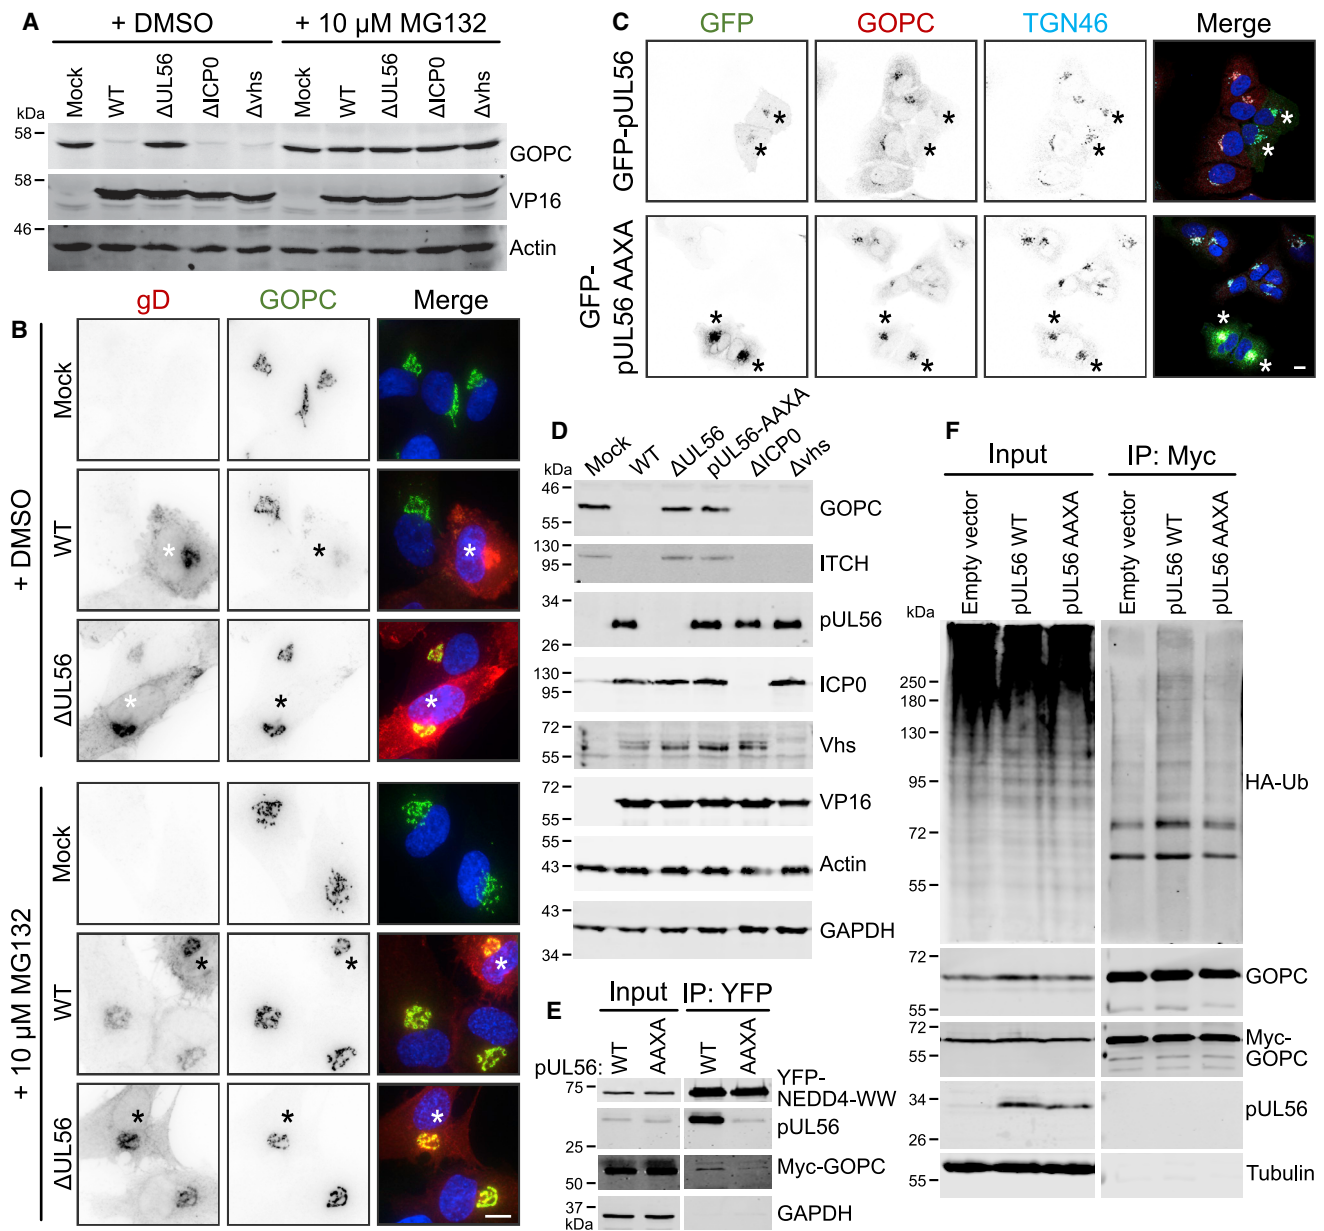 A
+ DMSO
+ 10 µM MG132
Mock
WT
ΔUL56
ΔICP0
Δvhs
Mock
WT
ΔUL56
ΔICP0
Δvhs
kDa
58
GOPC
58
VP16
46
Actin
B
gD
GOPC
Merge
+ DMSO
Mock
WT
*
*
*
ΔUL56
*
*
*
+ 10 µM MG132
Mock
WT
*
*
*
ΔUL56
*
*
*
C
GFP
GOPC
TGN46
Merge
GFP-pUL56
*
*
*
*
*
*
*
*
GFP-
pUL56 AAXA
*
*
*
*
*
*
*
*
D
Mock
WT
ΔUL56
pUL56-AAXA
ΔICP0
Δvhs
kDa
46
55
GOPC
130
95
ITCH
34
26
pUL56
130
95
ICP0
72
55
Vhs
72
55
VP16
55
43
Actin
43
34
GAPDH
E
Input
IP: YFP
pUL56:
WT
AAXA
WT
AAXA
75
YFP-
NEDD4-WW
pUL56
25
50
Myc-GOPC
37
kDa
GAPDH
F
Input
IP: Myc
Empty vector
pUL56 WT
pUL56 AAXA
Empty vector
pUL56 WT
pUL56 AAXA
kDa
250
180
130
95
72
55
HA-Ub
72
55
GOPC
72
55
Myc-
GOPC
34
26
pUL56
55
Tubulin